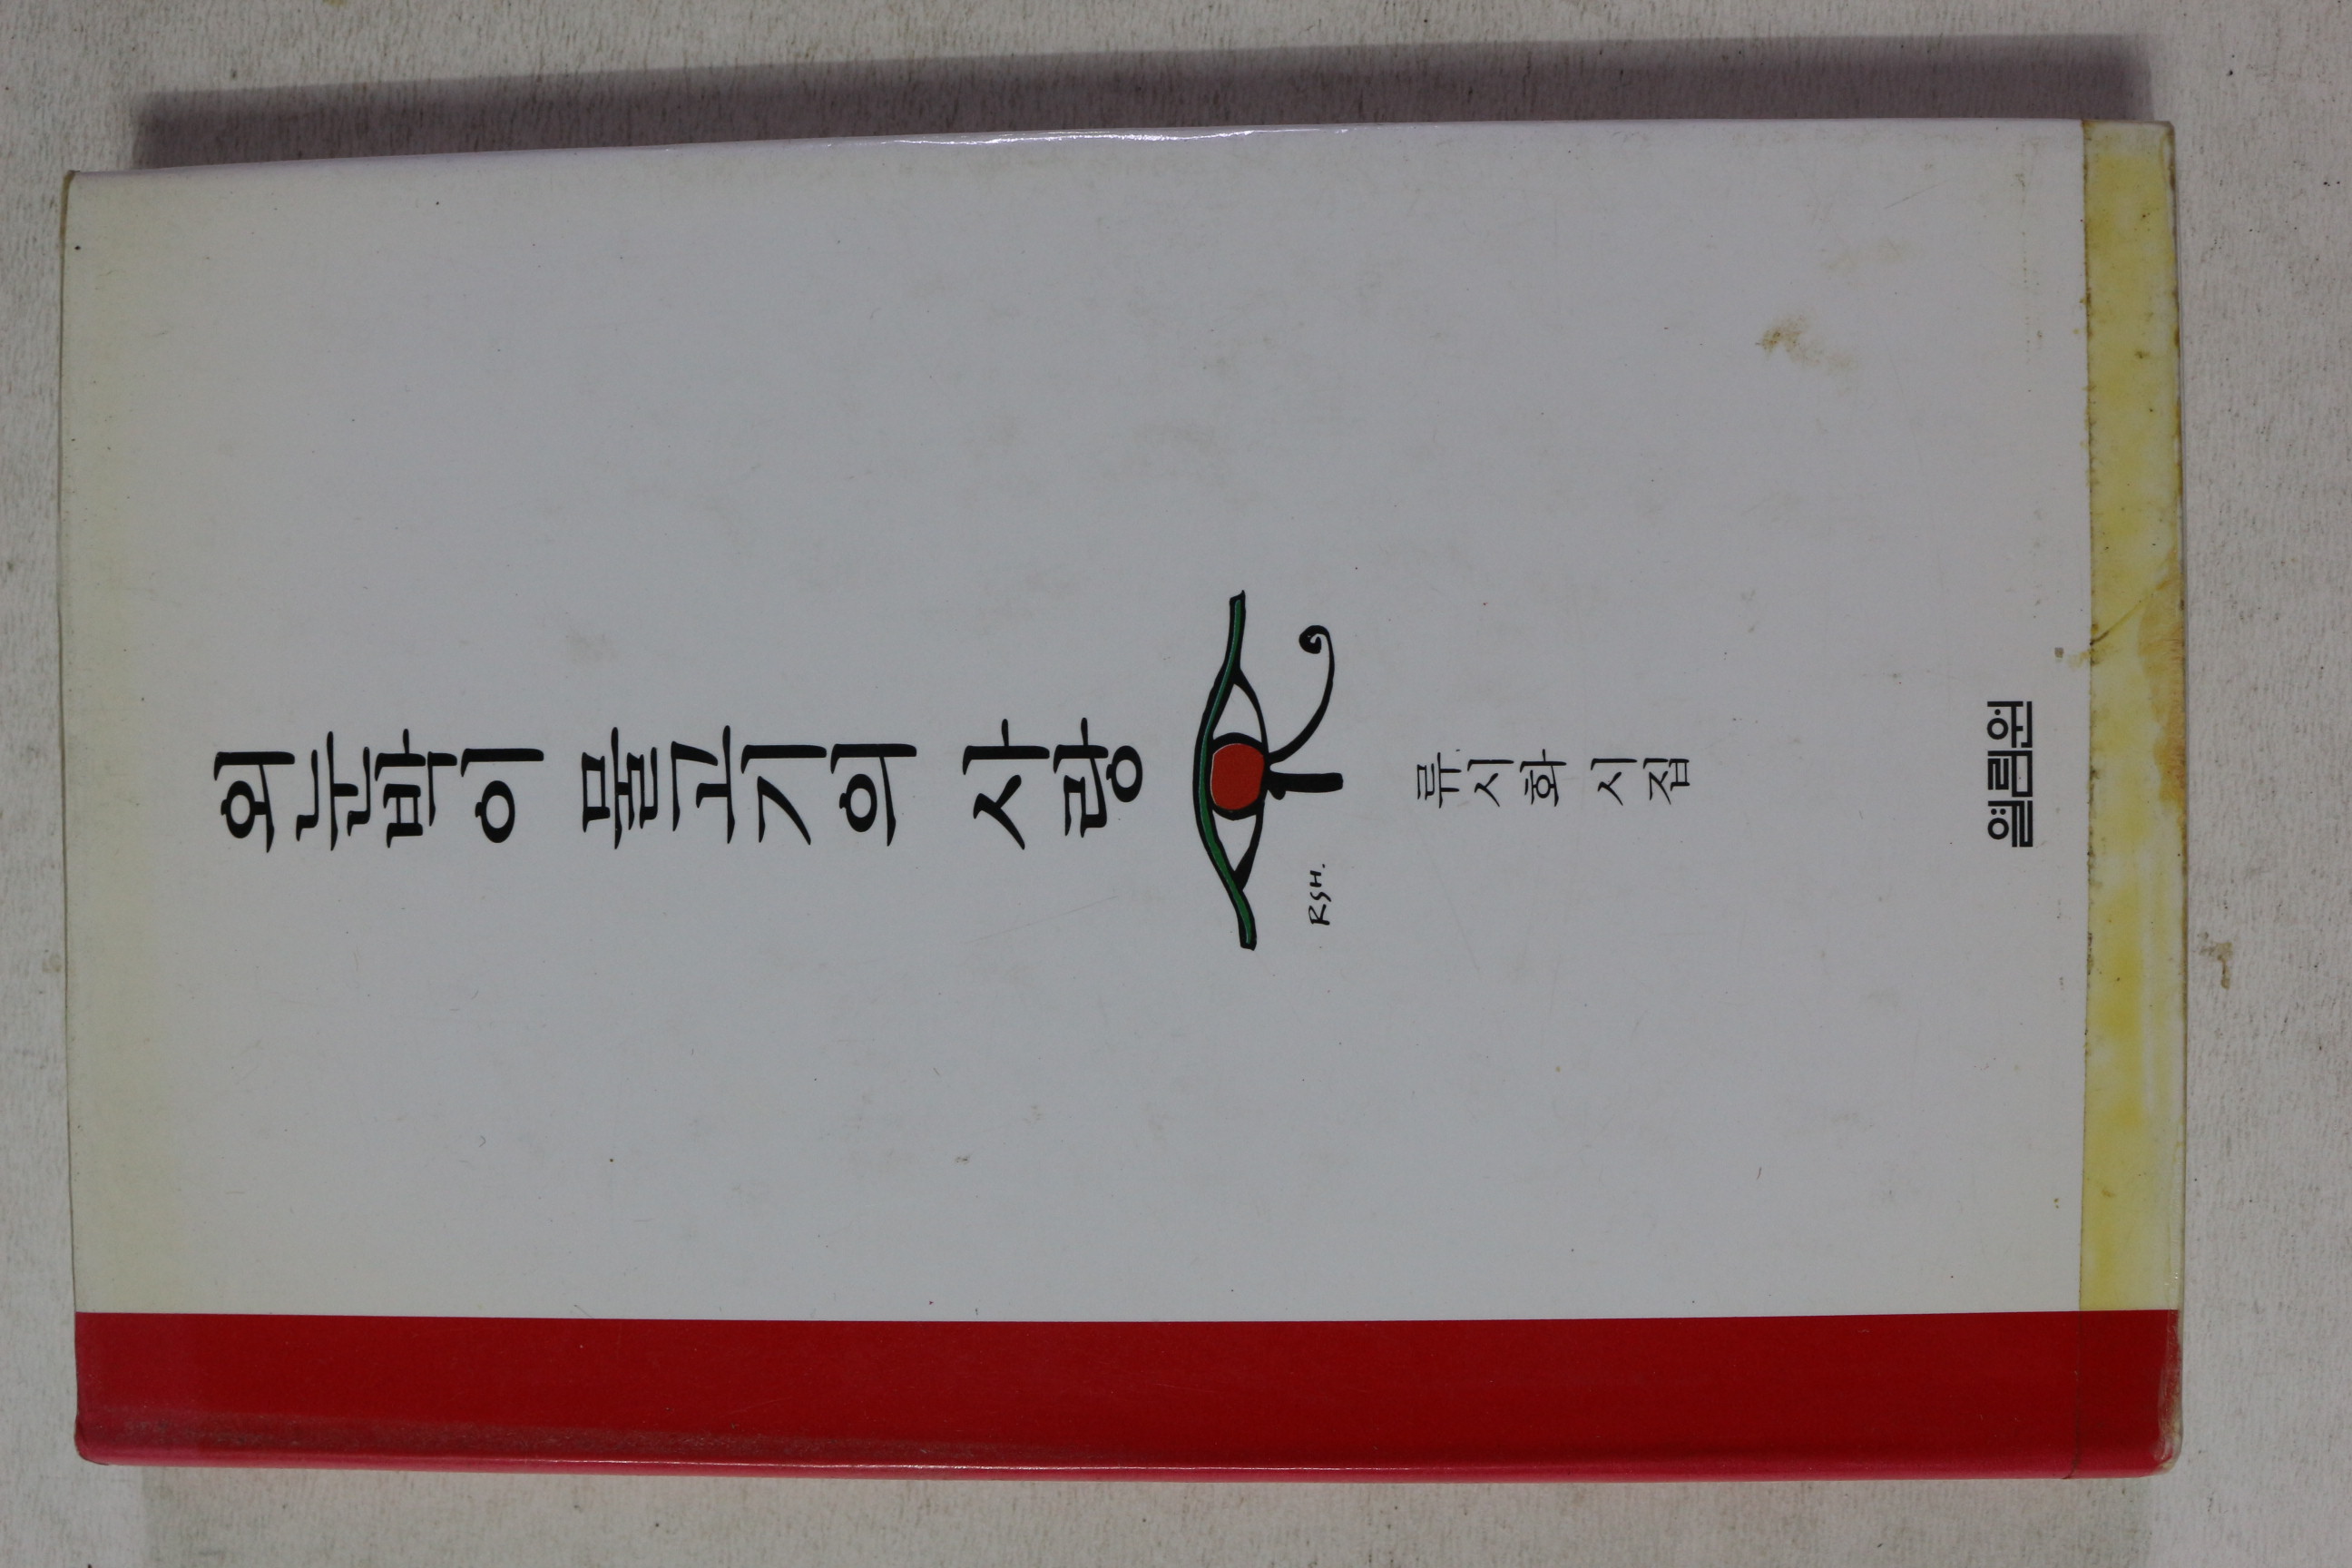 외
눈
박
이
물
고
기
의
사
랑
RSH.
류
시
화
시
집
열림원